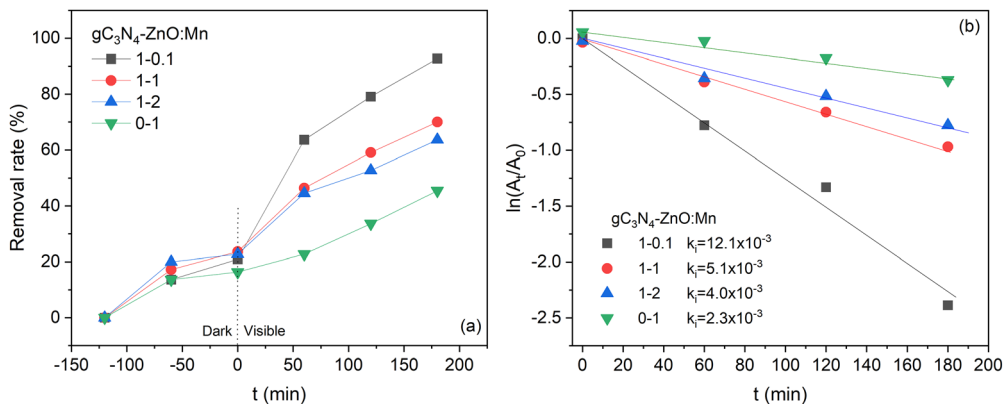 gC₃N₄-ZnO:Mn
1-0.1
1-1
1-2
0-1
Removal rate (%)
100
80
60
40
20
0
Dark
Visible
(a)
-150
-100
-50
0
50
100
150
200
t (min)
(b)
ln(Aₜ/A₀)
0.0
-0.5
-1.0
-1.5
-2.0
-2.5
gC₃N₄-ZnO:Mn
1-0.1 kᵢ=12.1x10⁻³
1-1 kᵢ=5.1x10⁻³
1-2 kᵢ=4.0x10⁻³
0-1 kᵢ=2.3x10⁻³
0
20
40
60
80
100
120
140
160
180
200
t (min)